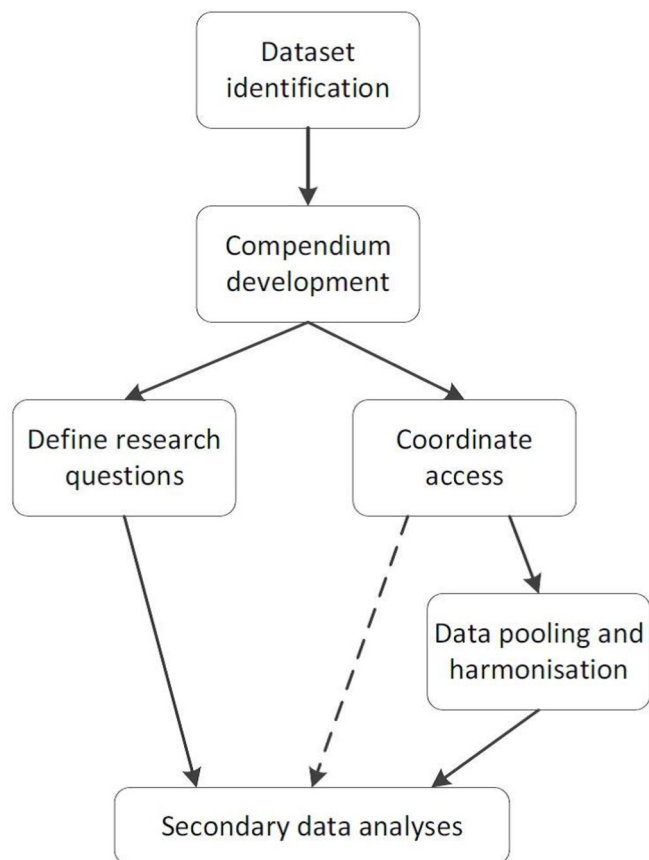 Dataset
identification
Compendium
development
Define research
questions
Coordinate
access
Data pooling and
harmonisation
Secondary data analyses